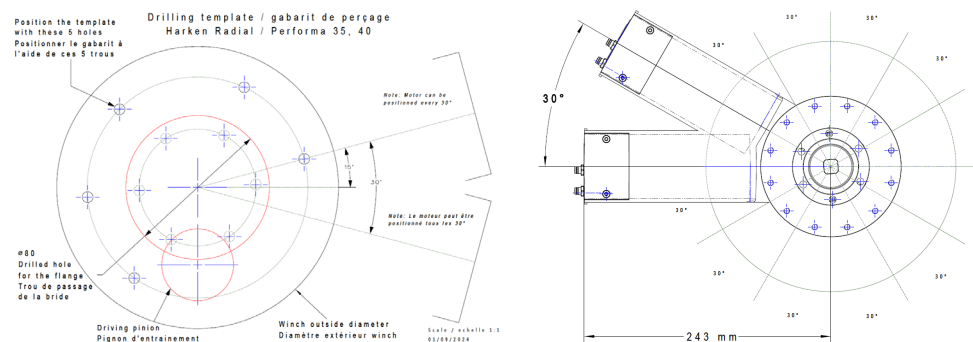 Drilling template / gabarit de perçage
Harken Radial / Performa 35, 40
Position the template
with these 5 holes
Positionner le gabarit à
l'aide de ces 5 trous
Note: Motor can be
positioned every 30°
15°
30°
Note: Le moteur peut être
positionné tous les 30°
ø80
Drilled hole
for the flange
Trou de passage
de la bride
Driving pinion
Pignon d'entrainement
Winch outside diameter
Diamètre extérieur winch
Scale / echelle 1:1
01/09/2024
30°
30°
30°
30°
30°
30°
30°
30°
30°
30°
30°
243 mm